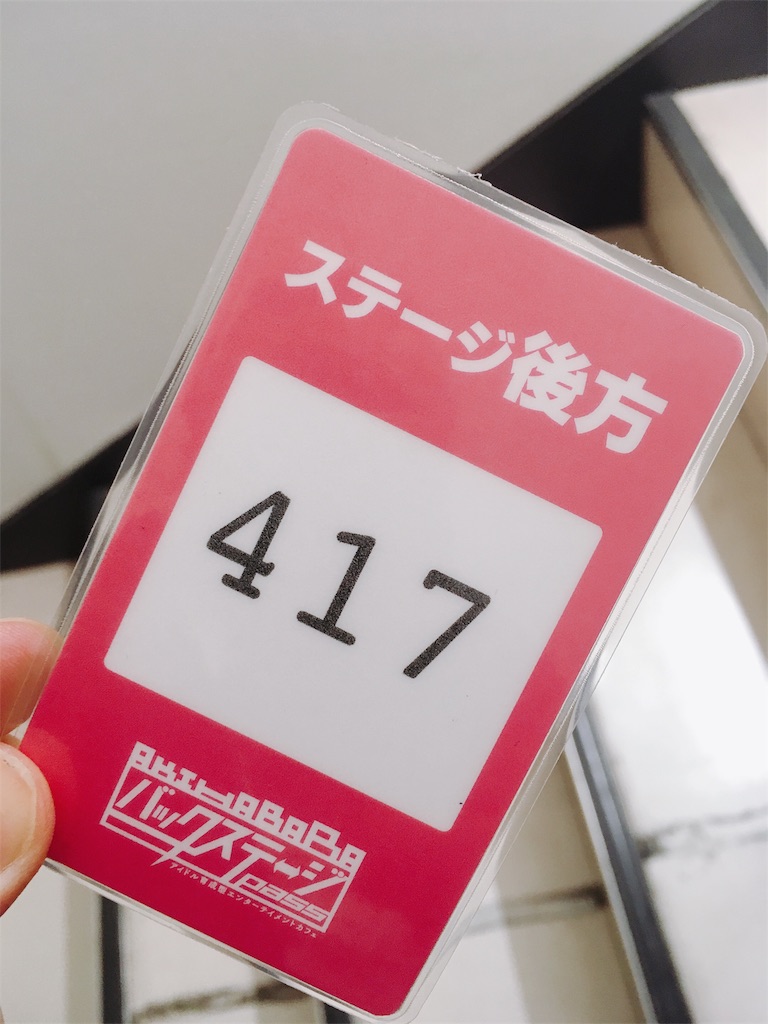 ステージ後方
417
AKIHABARA
バックステージ
pass
アイドル育成型エンターテイメントカフェ